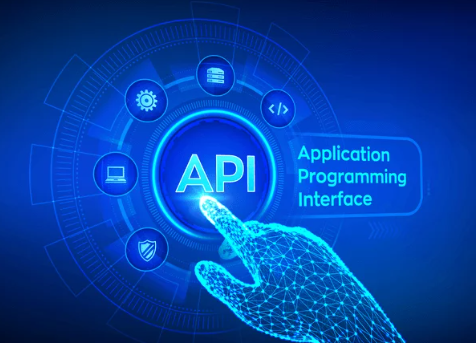 API
Application
Programming
Interface
</>